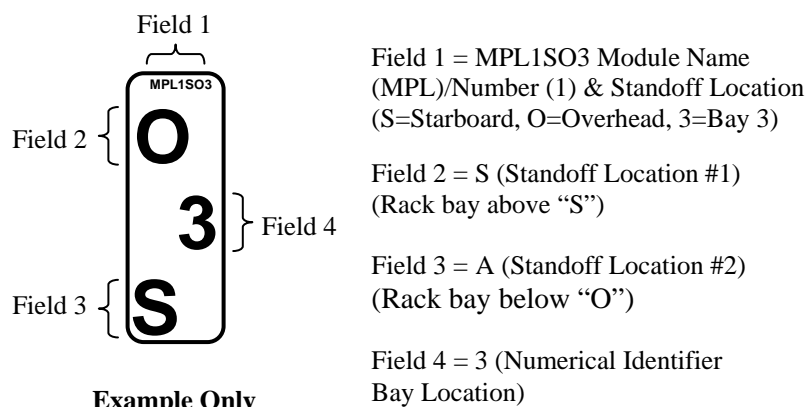 Field 1
MPL1SO3
Field 2
O
3
Field 4
Field 3
S
Example Only
Field 1 = MPL1SO3 Module Name
(MPL)/Number (1) & Standoff Location
(S=Starboard, O=Overhead, 3=Bay 3)
Field 2 = S (Standoff Location #1)
(Rack bay above “S”)
Field 3 = A (Standoff Location #2)
(Rack bay below “O”)
Field 4 = 3 (Numerical Identifier
Bay Location)